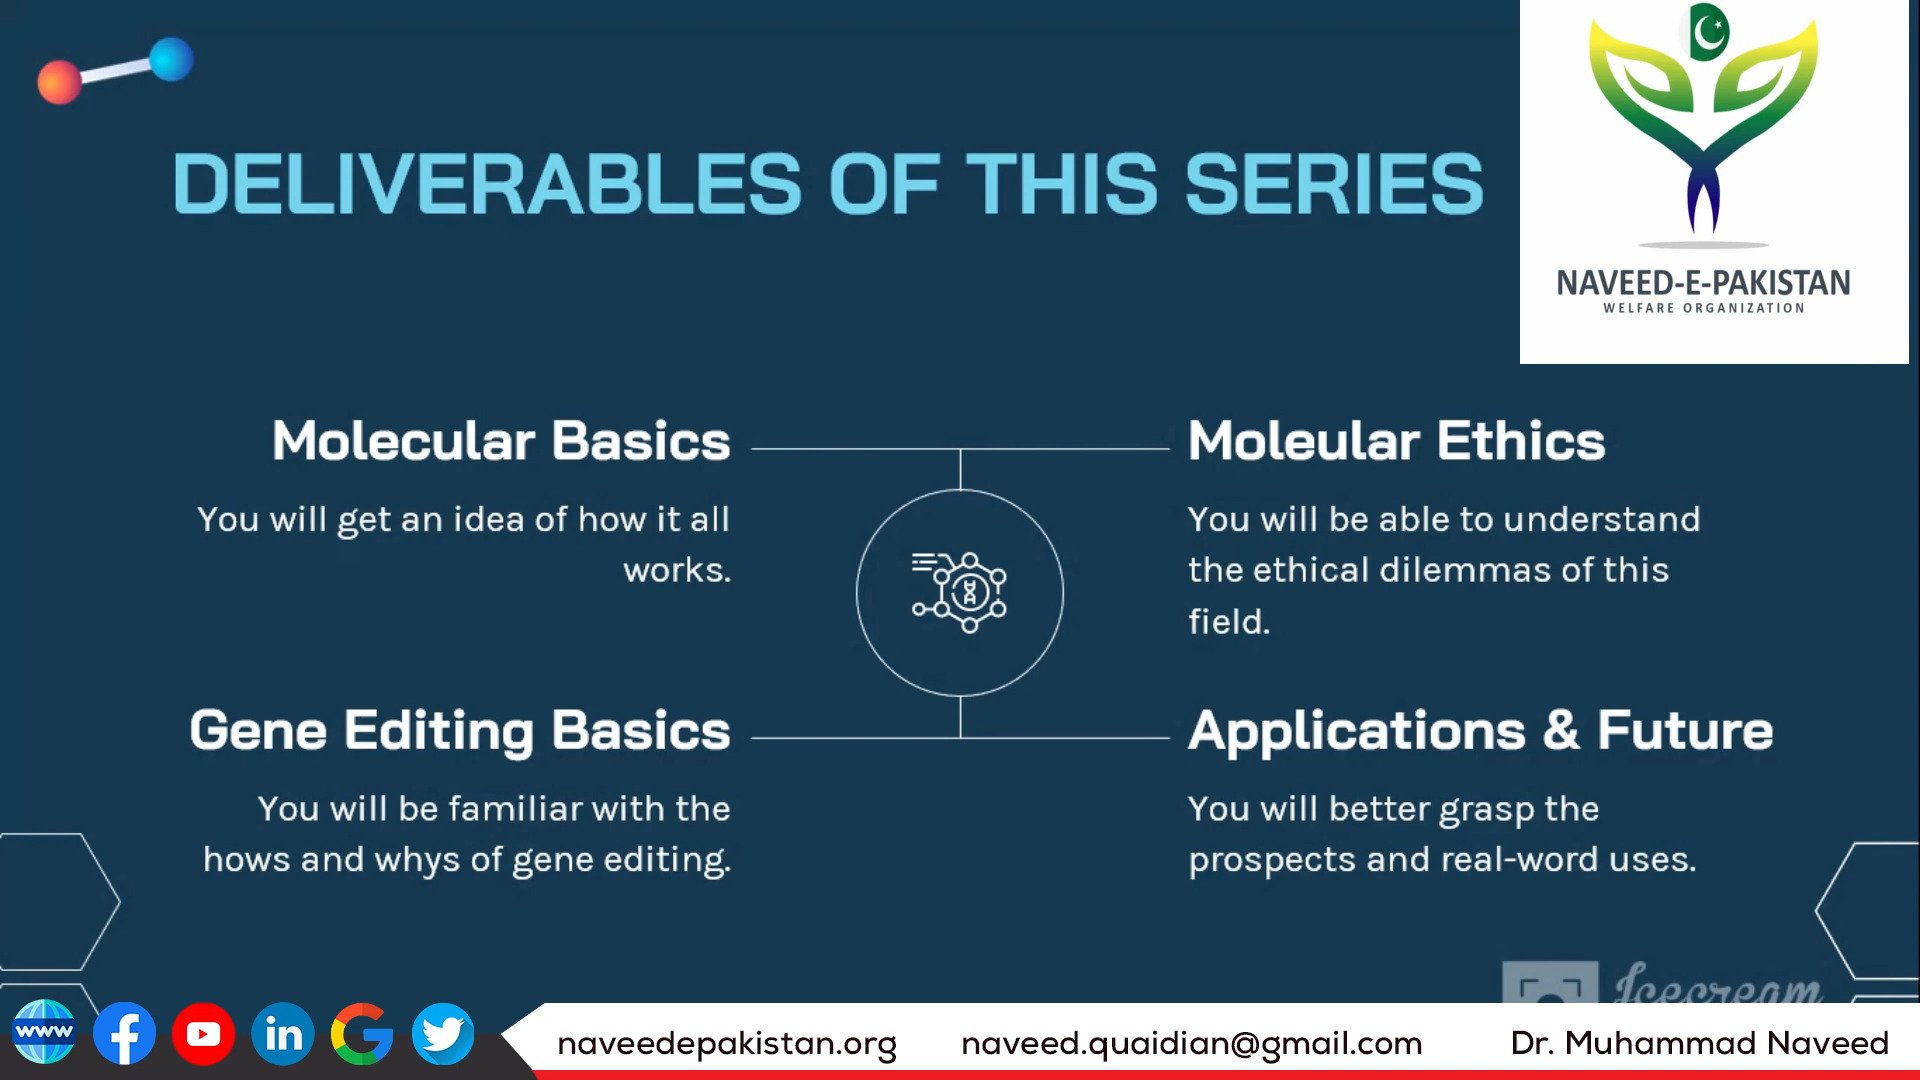 DELIVERABLES OF THIS SERIES
NAVEED-E-PAKISTAN
WELFARE ORGANIZATION
Molecular Basics
You will get an idea of how it all
works.
Moleular Ethics
You will be able to understand
the ethical dilemmas of this
field.
Gene Editing Basics
You will be familiar with the
hows and whys of gene editing.
Applications & Future
You will better grasp the
prospects and real-word uses.
Icecream
www
naveedepakistan.org
naveed.quaidian@gmail.com
Dr. Muhammad Naveed